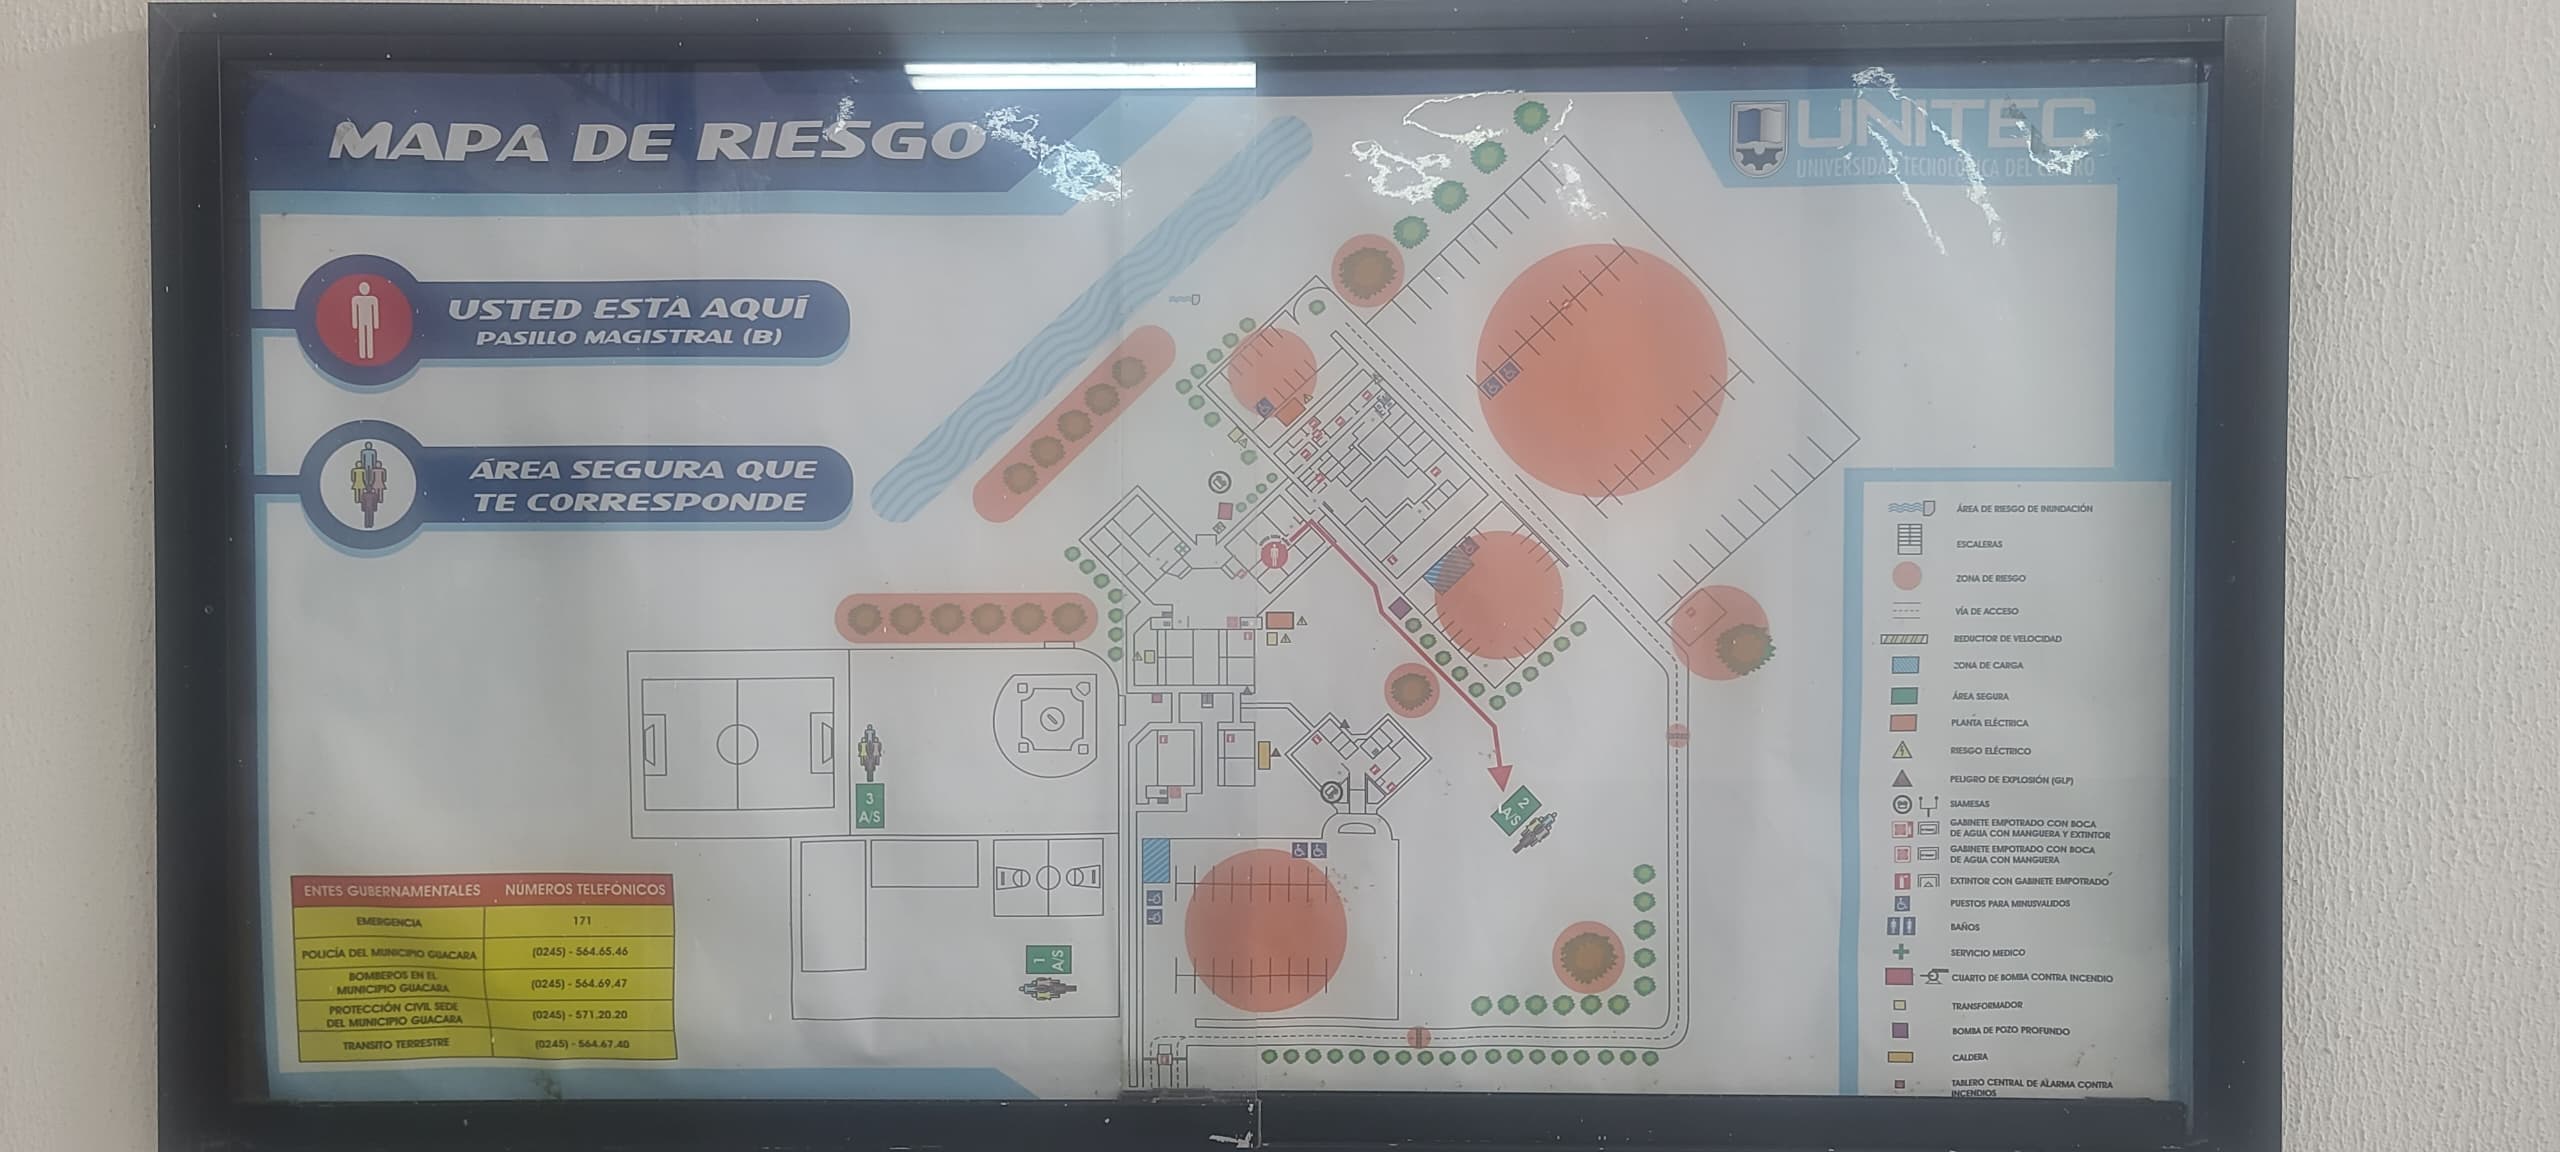 MAPA DE RIESGO
UNITEC
UNIVERSIDAD TECNOLÓGICA DEL CENTRO
USTED ESTA AQUÍ
PASILLO MAGISTRAL (B)
ÁREA SEGURA QUE
TE CORRESPONDE
3
A/S
2
A/S
1
A/S
ENTES GUBERNAMENTALES NÚMEROS TELEFÓNICOS
EMERGENCIA 171
POLICÍA DEL MUNICIPIO GUACARA (0245) - 564.65.46
BOMBEROS EN EL
MUNICIPIO GUACARA (0245) - 564.69.47
PROTECCIÓN CIVIL SEDE
DEL MUNICIPIO GUACARA (0245) - 571.20.20
TRANSITO TERRESTRE (0245) - 564.67.40
ÁREA DE RIESGO DE INUNDACIÓN
ESCALERAS
ZONA DE RIESGO
VÍA DE ACCESO
REDUCTOR DE VELOCIDAD
ZONA DE CARGA
ÁREA SEGURA
PLANTA ELÉCTRICA
RIESGO ELÉCTRICO
PELIGRO DE EXPLOSIÓN (GLP)
SIAMESAS
GABINETE EMPOTRADO CON BOCA
DE AGUA CON MANGUERA Y EXTINTOR
GABINETE EMPOTRADO CON BOCA
DE AGUA CON MANGUERA
EXTINTOR CON GABINETE EMPOTRADO
PUESTOS PARA MINUSVALIDOS
BAÑOS
SERVICIO MEDICO
CUARTO DE BOMBA CONTRA INCENDIO
TRANSFORMADOR
BOMBA DE POZO PROFUNDO
CALDERA
TABLERO CENTRAL DE ALARMA CONTRA
INCENDIOS